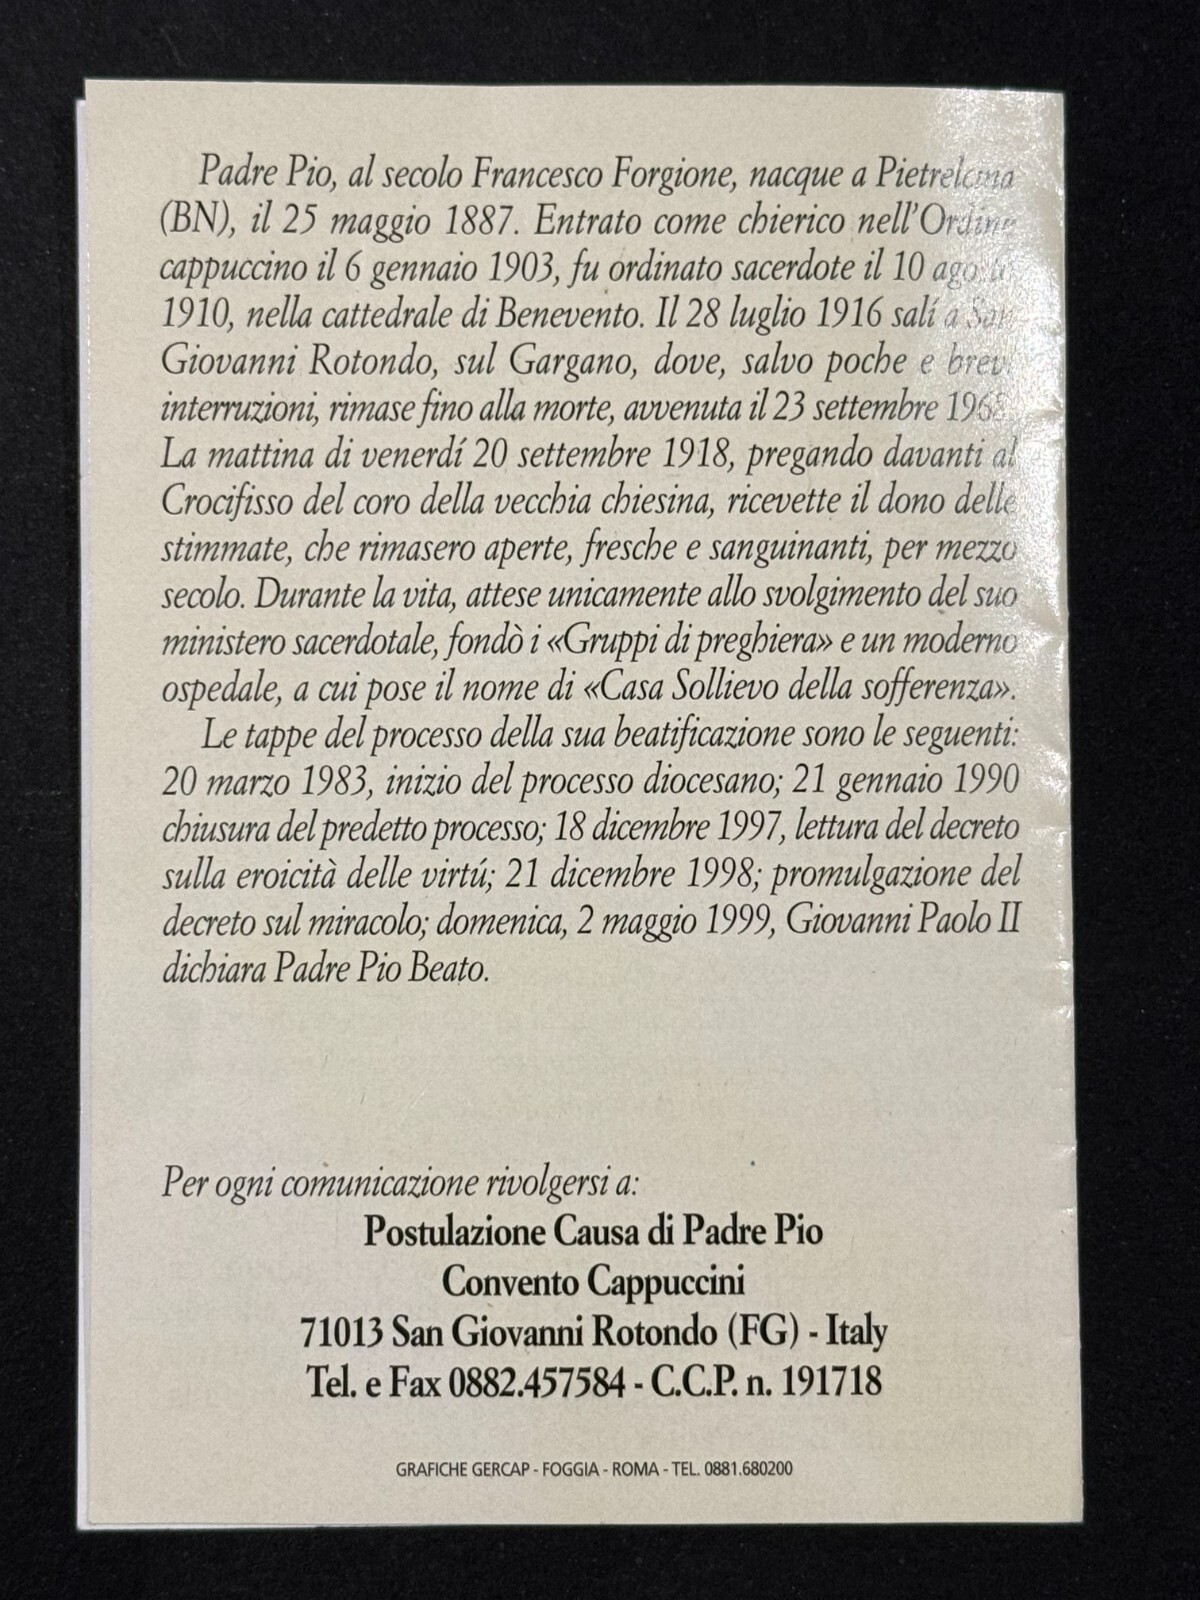 Padre Pio, al secolo Francesco Forgione, nacque a Pietrelcina
(BN), il 25 maggio 1887. Entrato come chierico nell'Ordine
cappuccino il 6 gennaio 1903, fu ordinato sacerdote il 10 agosto
1910, nella cattedrale di Benevento. Il 28 luglio 1916 salí a San
Giovanni Rotondo, sul Gargano, dove, salvo poche e brevi
interruzioni, rimase fino alla morte, avvenuta il 23 settembre 1968.
La mattina di venerdí 20 settembre 1918, pregando davanti al
Crocifisso del coro della vecchia chiesina, ricevette il dono delle
stimmate, che rimasero aperte, fresche e sanguinanti, per mezzo
secolo. Durante la vita, attese unicamente allo svolgimento del suo
ministero sacerdotale, fondò i «Gruppi di preghiera» e un moderno
ospedale, a cui pose il nome di «Casa Sollievo della sofferenza».
Le tappe del processo della sua beatificazione sono le seguenti:
20 marzo 1983, inizio del processo diocesano; 21 gennaio 1990
chiusura del predetto processo; 18 dicembre 1997, lettura del decreto
sulla eroicità delle virtú; 21 dicembre 1998; promulgazione del
decreto sul miracolo; domenica, 2 maggio 1999, Giovanni Paolo II
dichiara Padre Pio Beato.
Per ogni comunicazione rivolgersi a:
Postulazione Causa di Padre Pio
Convento Cappuccini
71013 San Giovanni Rotondo (FG) - Italy
Tel. e Fax 0882.457584 - C.C.P. n. 191718
GRAFICHE GERCAP - FOGGIA - ROMA - TEL. 0881.680200